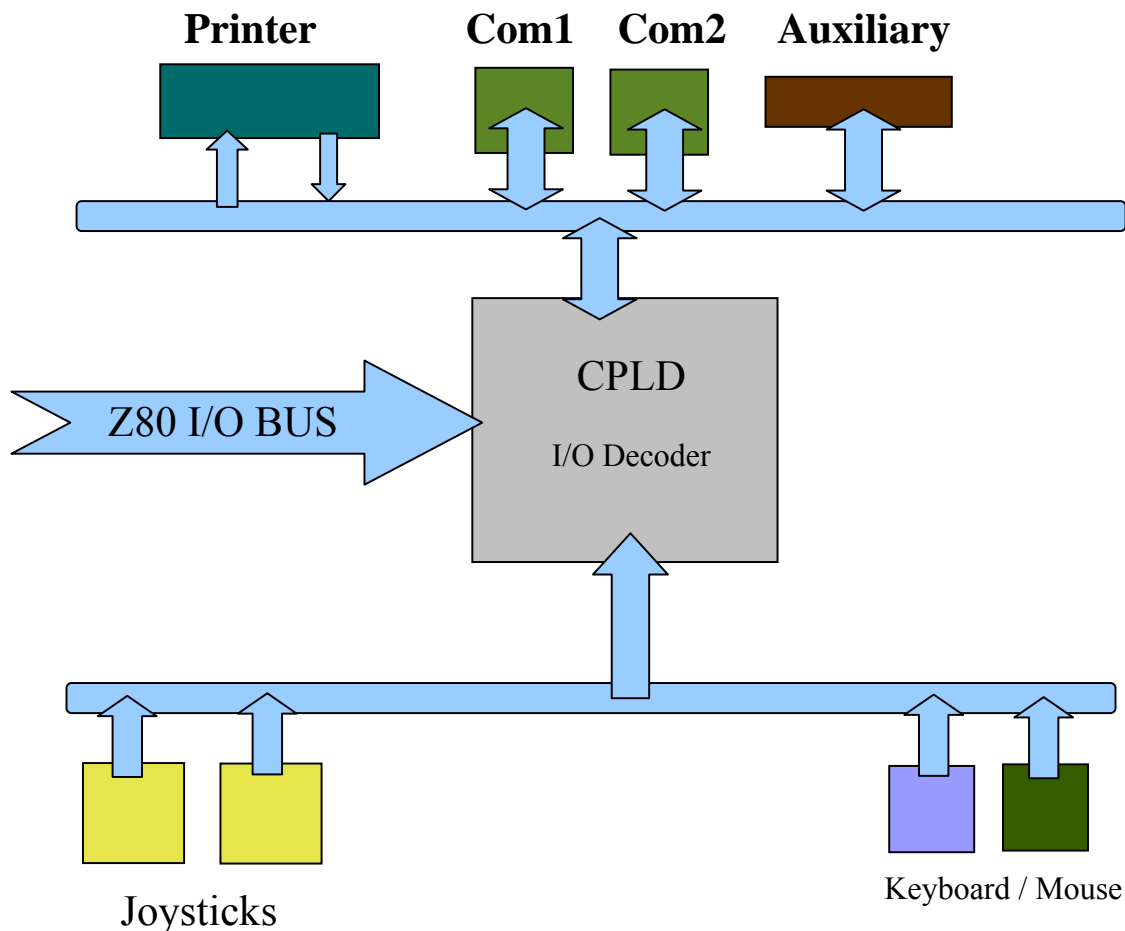 Printer Com1 Com2 Auxiliary
CPLD
Z80 I/O BUS
I/O Decoder
Joysticks
Keyboard / Mouse